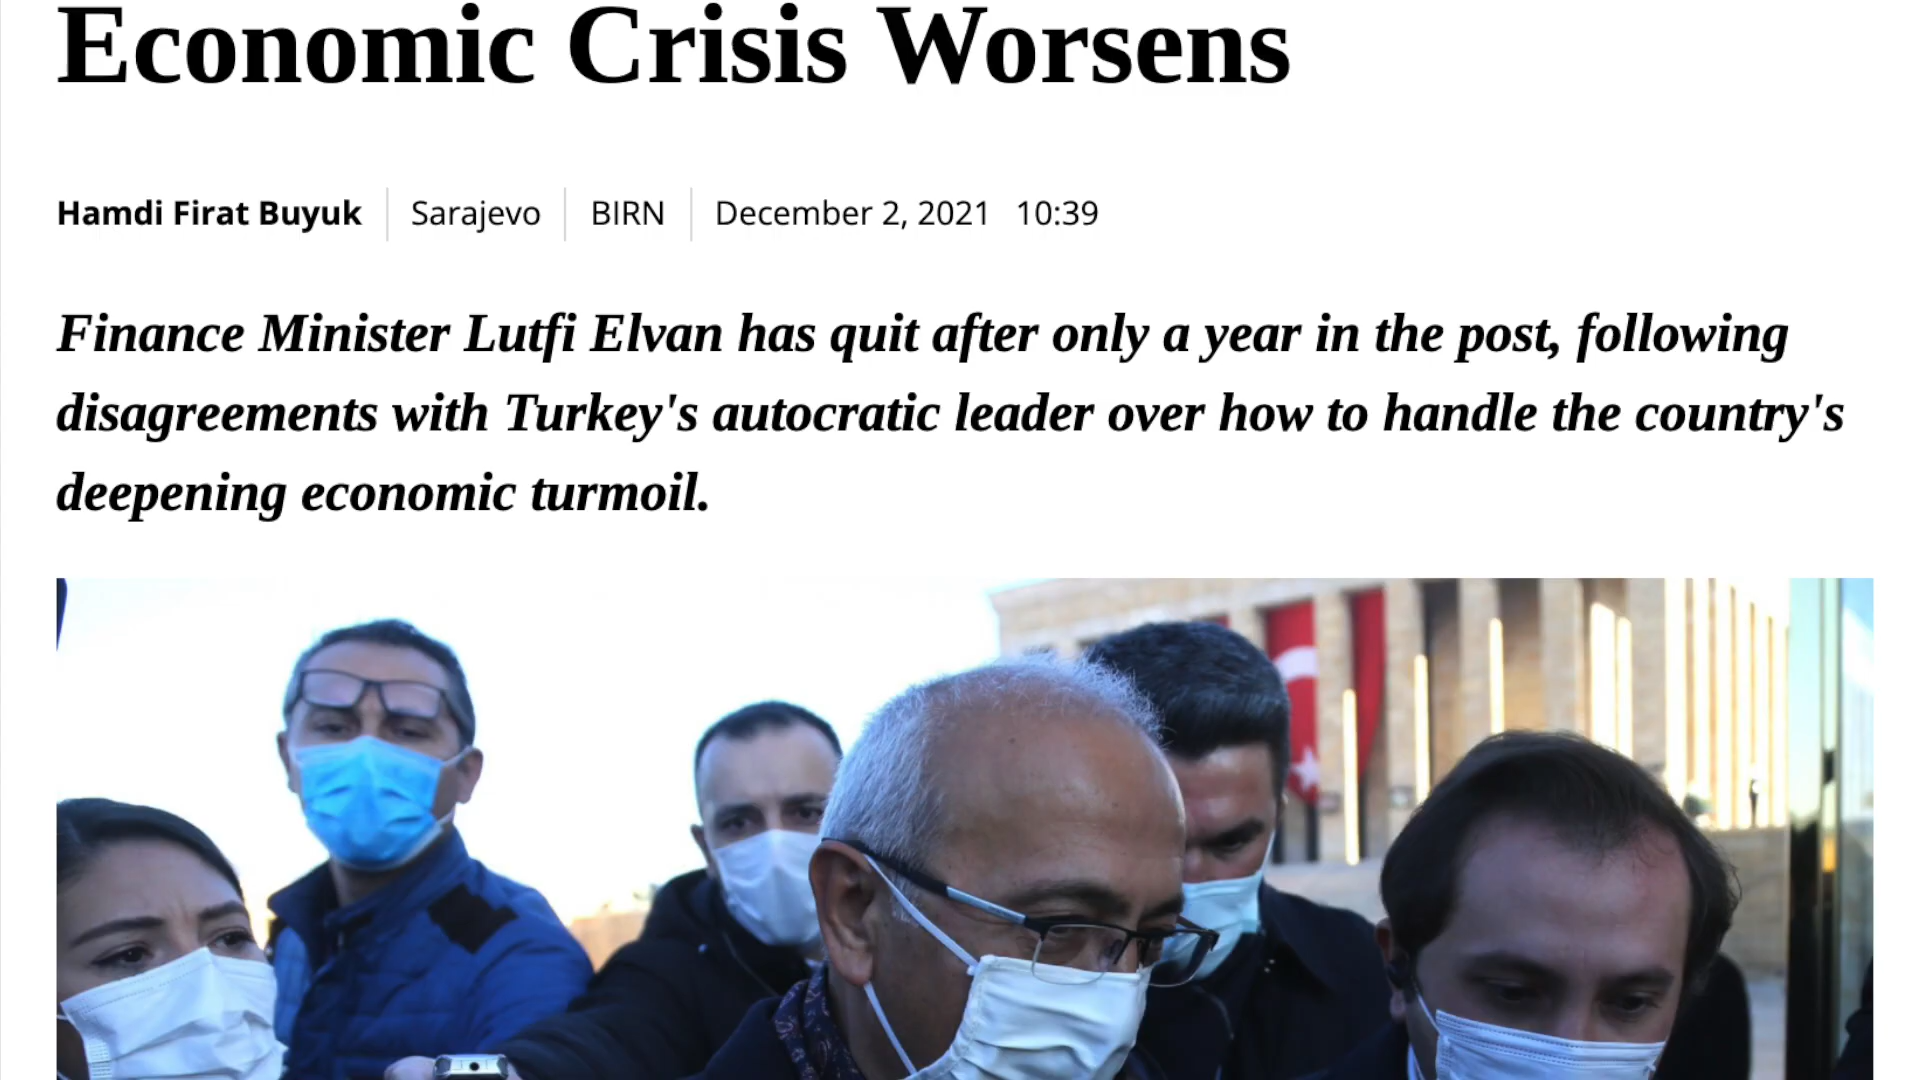 Economic Crisis Worsens
Hamdi Firat Buyuk Sarajevo BIRN December 2, 2021 10:39
Finance Minister Lutfi Elvan has quit after only a year in the post, following
disagreements with Turkey's autocratic leader over how to handle the country's
deepening economic turmoil.